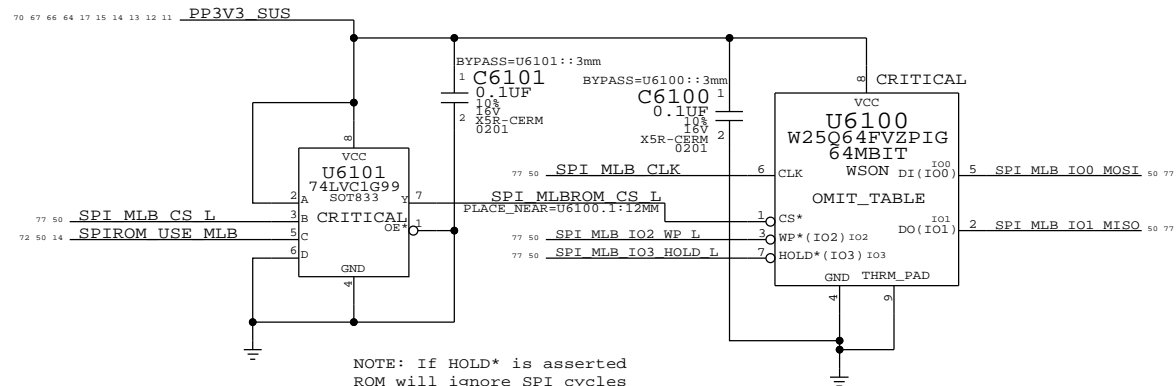 70 67 66 64 17 15 14 13 12 11 PP3V3_SUS
BYPASS=U6101::3mm
1 C6101
0.1UF
10%
16V
2 X5R-CERM
0201
BYPASS=U6100::3mm
C6100 1
0.1UF
10%
16V
X5R-CERM 2
0201
8 CRITICAL
VCC
U6100
W25Q64FVZPIG
64MBIT
WSON
OMIT_TABLE
8
VCC
U6101
74LVC1G99
SOT833
CRITICAL
2 A
Y 7
3 B
5 C
OE* 1
6 D
GND
4
77 50 SPI_MLB_CS_L
72 50 14 SPIROM_USE_MLB
77 50 SPI_MLB_CLK 6 CLK
SPI_MLBROM_CS_L
PLACE_NEAR=U6100.1:12MM
1 CS*
77 50 SPI_MLB_IO2_WP_L 3 WP*(IO2) IO2
77 50 SPI_MLB_IO3_HOLD_L 7 HOLD*(IO3) IO3
IO0
DI(IO0) 5 SPI_MLB_IO0_MOSI 50 77
IO1
DO(IO1) 2 SPI_MLB_IO1_MISO 50 77
GND THRM_PAD
4 9
NOTE: If HOLD* is asserted
ROM will ignore SPI cycles